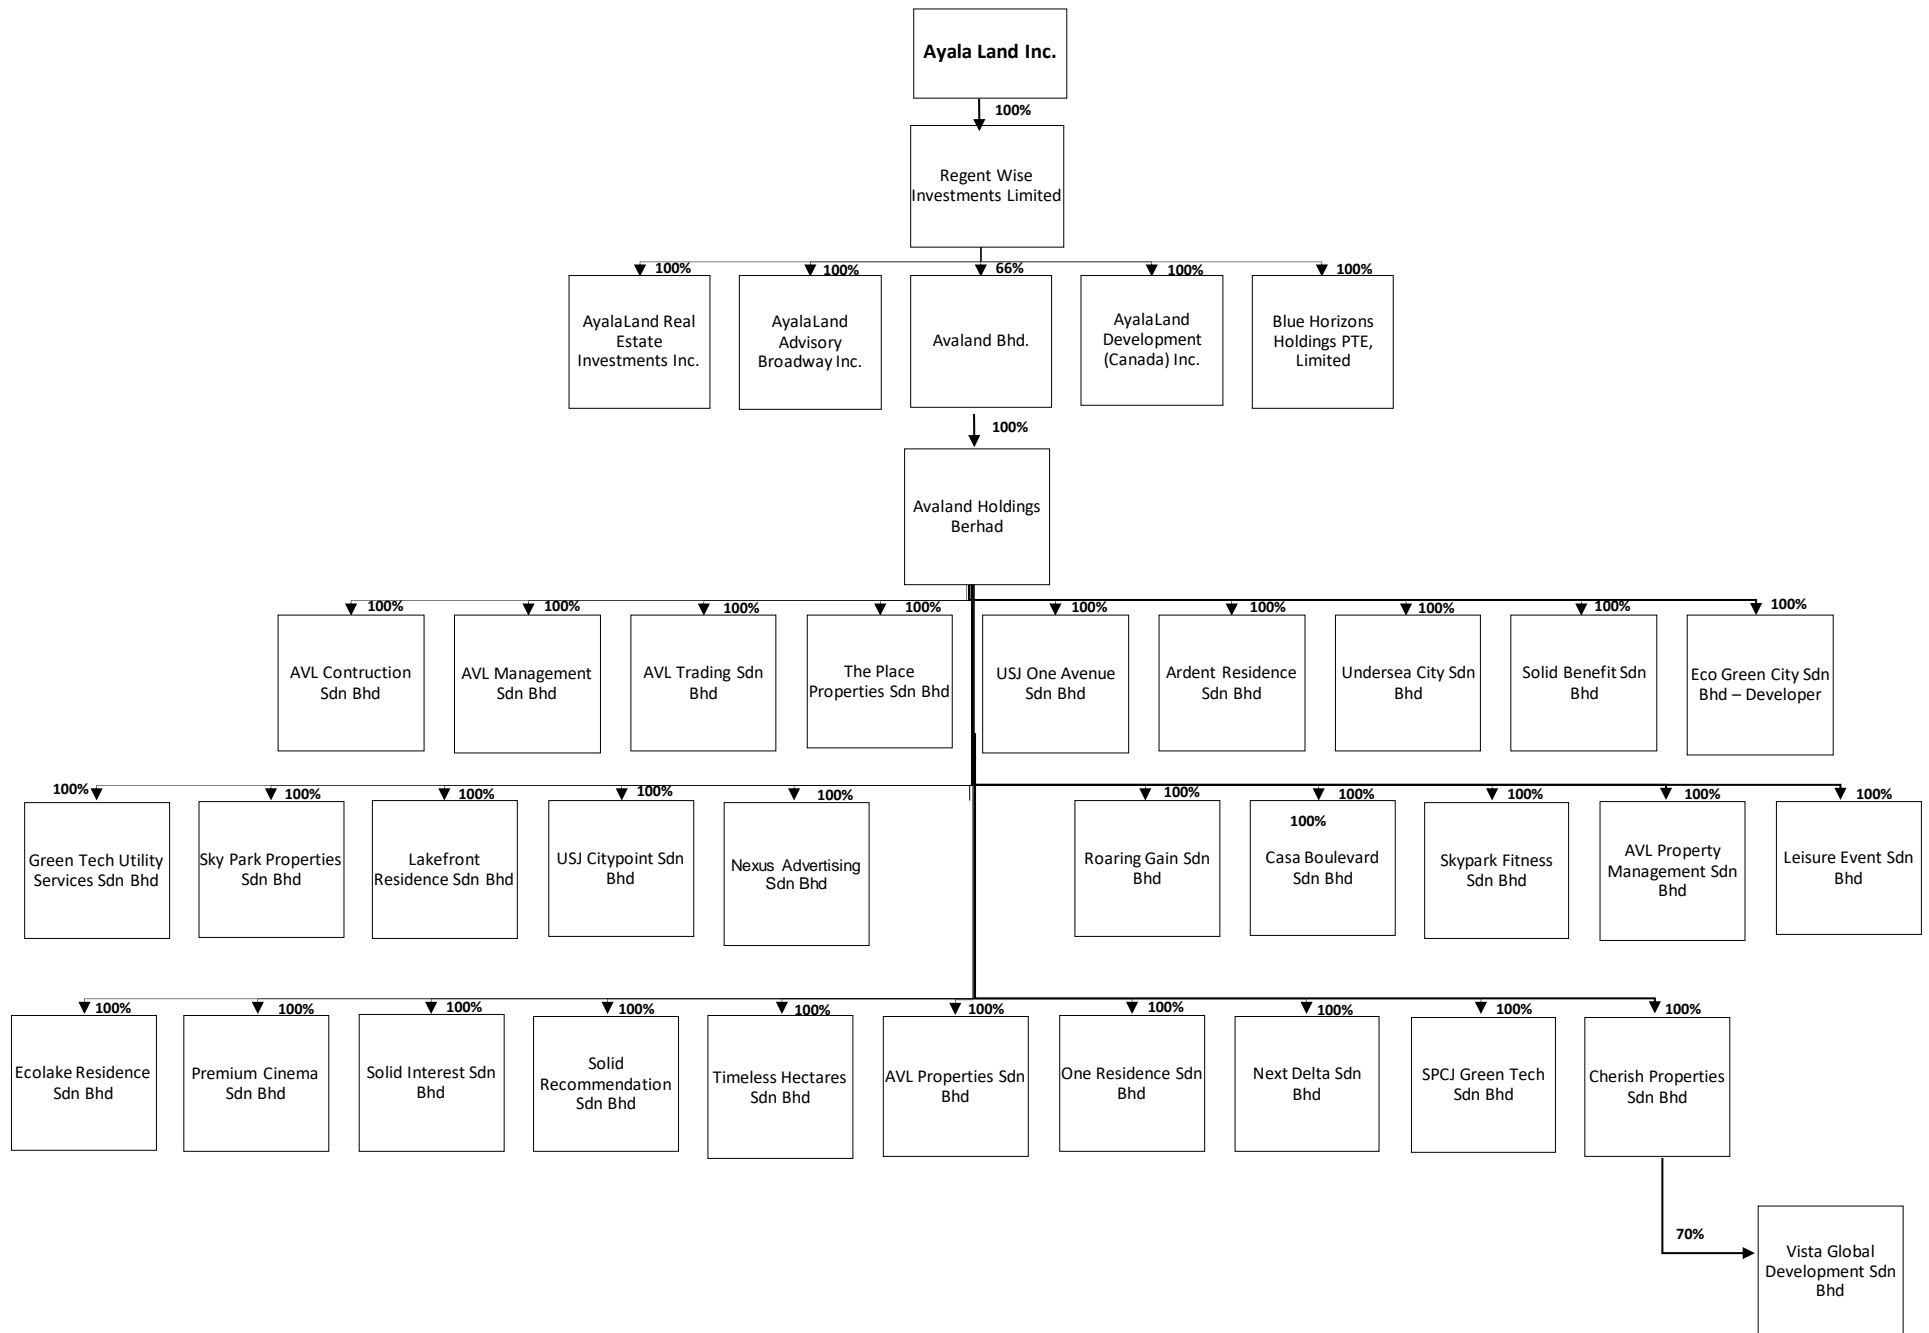 Ayala Land Inc.
100%
Regent Wise
Investments Limited
100%
100%
66%
100%
100%
AyalaLand Real
Estate
Investments Inc.
AyalaLand
Advisory
Broadway Inc.
Avaland Bhd.
AyalaLand
Development
(Canada) Inc.
Blue Horizons
Holdings PTE,
Limited
100%
Avaland Holdings
Berhad
100%
100%
100%
100%
100%
100%
100%
100%
100%
AVL Contruction
Sdn Bhd
AVL Management
Sdn Bhd
AVL Trading Sdn
Bhd
The Place
Properties Sdn Bhd
USJ One Avenue
Sdn Bhd
Ardent Residence
Sdn Bhd
Undersea City Sdn
Bhd
Solid Benefit Sdn
Bhd
Eco Green City Sdn
Bhd – Developer
100%
100%
100%
100%
100%
100%
100%
100%
100%
100%
Green Tech Utility
Services Sdn Bhd
Sky Park Properties
Sdn Bhd
Lakefront
Residence Sdn Bhd
USJ Citypoint Sdn
Bhd
Nexus Advertising
Sdn Bhd
Roaring Gain Sdn
Bhd
100%
Casa Boulevard
Sdn Bhd
Skypark Fitness
Sdn Bhd
AVL Property
Management Sdn
Bhd
Leisure Event Sdn
Bhd
100%
100%
100%
100%
100%
100%
100%
100%
100%
100%
Ecolake Residence
Sdn Bhd
Premium Cinema
Sdn Bhd
Solid Interest Sdn
Bhd
Solid
Recommendation
Sdn Bhd
Timeless Hectares
Sdn Bhd
AVL Properties Sdn
Bhd
One Residence Sdn
Bhd
Next Delta Sdn
Bhd
SPCJ Green Tech
Sdn Bhd
Cherish Properties
Sdn Bhd
70%
Vista Global
Development Sdn
Bhd